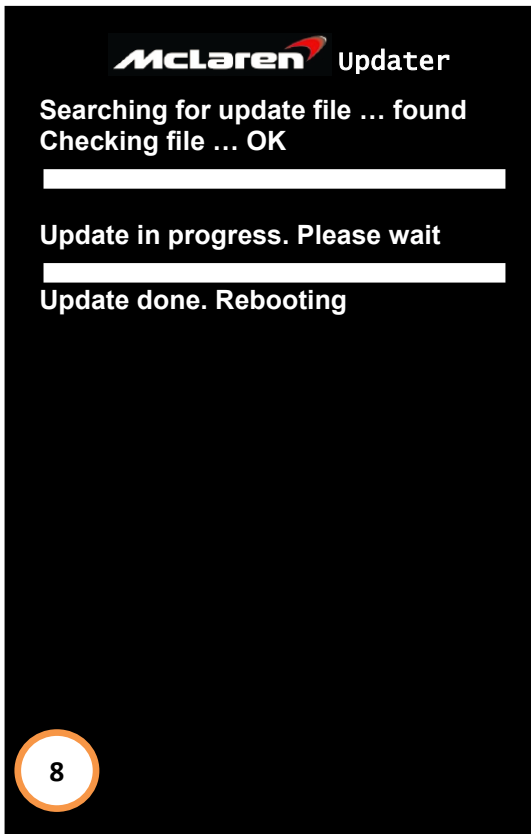 McLaren Updater
Searching for update file … found
Checking file … OK
Update in progress. Please wait
Update done. Rebooting
8